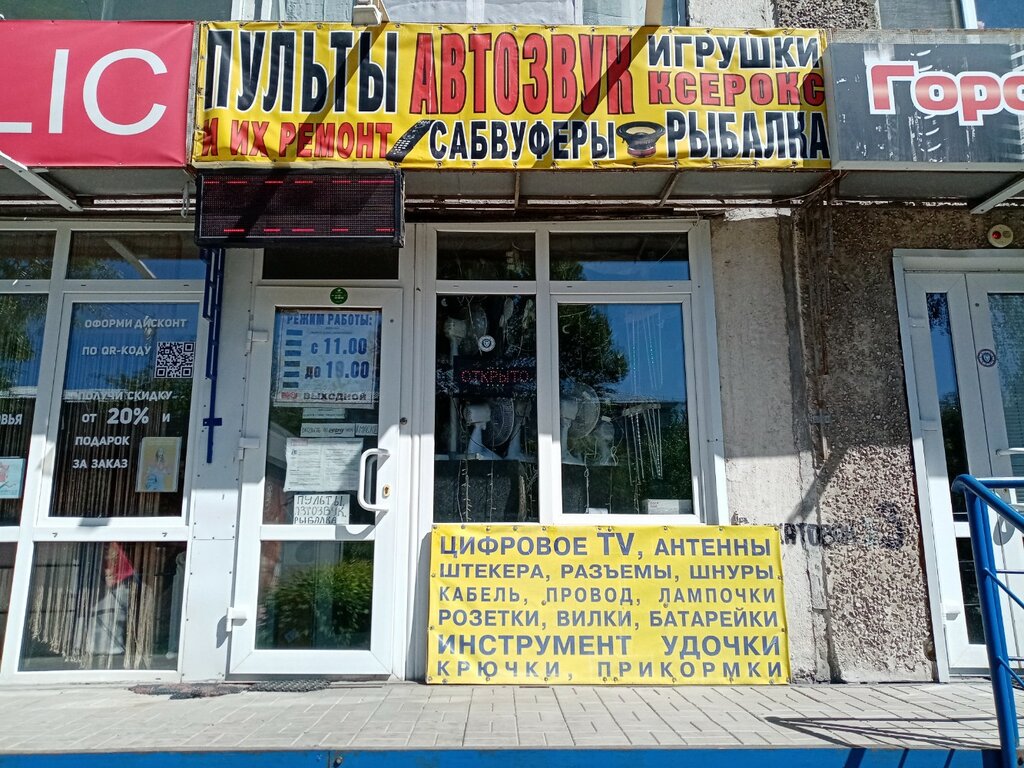 LIC
ПУЛЬТЫ
И ИХ РЕМОНТ
АВТОЗВУК
САБВУФЕРЫ
ИГРУШКИ
КСЕРОКС
РЫБАЛКА
Горо
ОФОРМИ ДИСКОНТ
ПО QR-КОДУ
ПОЛУЧИ СКИДКУ
ОТ 20% И
ПОДАРОК
ЗА ЗАКАЗ
РЕЖИМ РАБОТЫ:
с 11.00
до 19.00
ВЫХОДНОЙ
ПУЛЬТЫ
АВТОЗВУК
РЫБАЛКА
ОТКРЫТО
ЦИФРОВОЕ TV, АНТЕННЫ
ШТЕКЕРА, РАЗЪЕМЫ, ШНУРЫ
КАБЕЛЬ, ПРОВОД, ЛАМПОЧКИ
РОЗЕТКИ, ВИЛКИ, БАТАРЕЙКИ
ИНСТРУМЕНТ УДОЧКИ
КРЮЧКИ, ПРИКОРМКИ